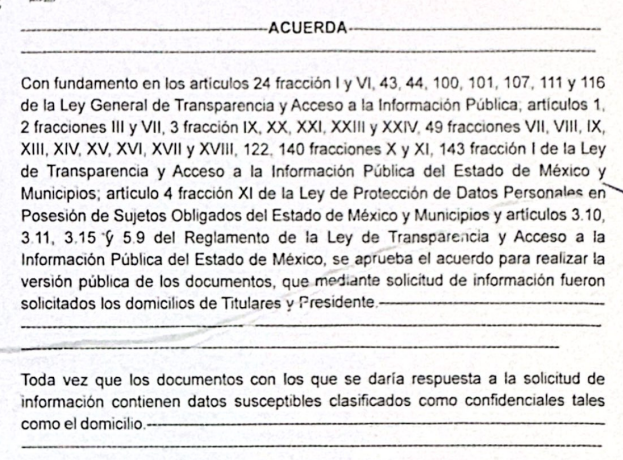 ACUERDA
Con fundamento en los artículos 24 fracción I y VI, 43, 44, 100, 101, 107, 111 y 116
de la Ley General de Transparencia y Acceso a la Información Pública; artículos 1,
2 fracciones III y VII, 3 fracción IX, XX, XXI, XXIII y XXIV, 49 fracciones VII, VIII, IX,
XIII, XIV, XV, XVI, XVII y XVIII, 122, 140 fracciones X y XI, 143 fracción I de la Ley
de Transparencia y Acceso a la Información Pública del Estado de México y
Municipios; artículo 4 fracción XI de la Ley de Protección de Datos Personales en
Posesión de Sujetos Obligados del Estado de México y Municipios y artículos 3.10,
3.11, 3.15 y 5.9 del Reglamento de la Ley de Transparencia y Acceso a la
Información Pública del Estado de México, se aprueba el acuerdo para realizar la
versión pública de los documentos, que mediante solicitud de información fueron
solicitados los domicilios de Titulares y Presidente.
Toda vez que los documentos con los que se daría respuesta a la solicitud de
información contienen datos susceptibles clasificados como confidenciales tales
como el domicilio.